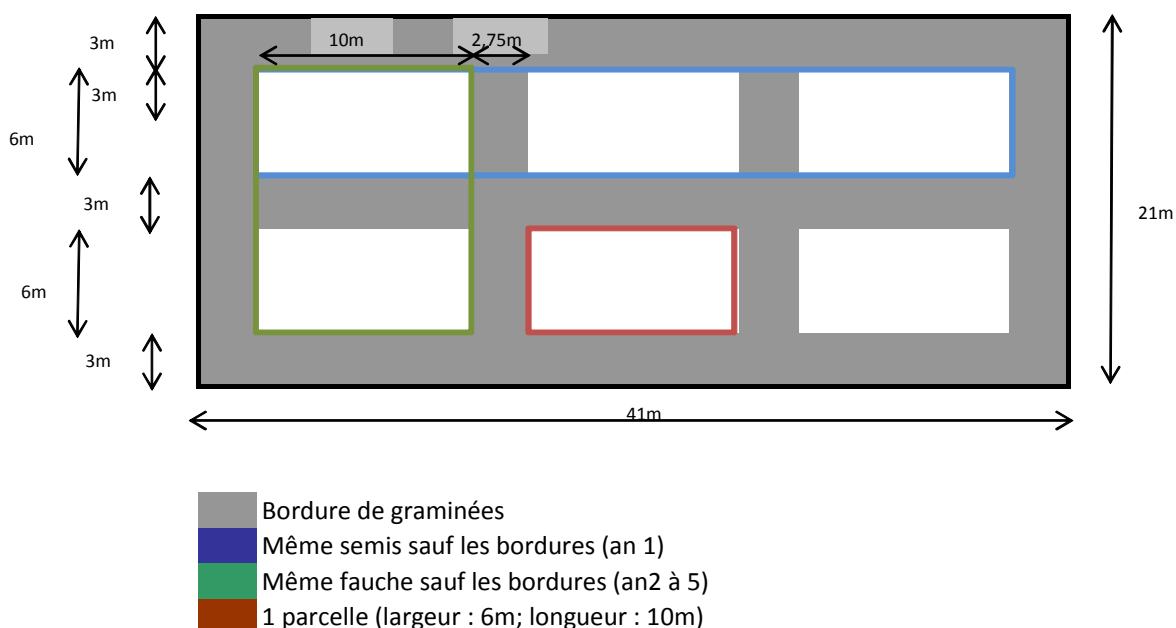 3m
10m
2,75m
3m
6m
3m
21m
6m
3m
41m
Bordure de graminées
Même semis sauf les bordures (an 1)
Même fauche sauf les bordures (an2 à 5)
1 parcelle (largeur : 6m; longueur : 10m)